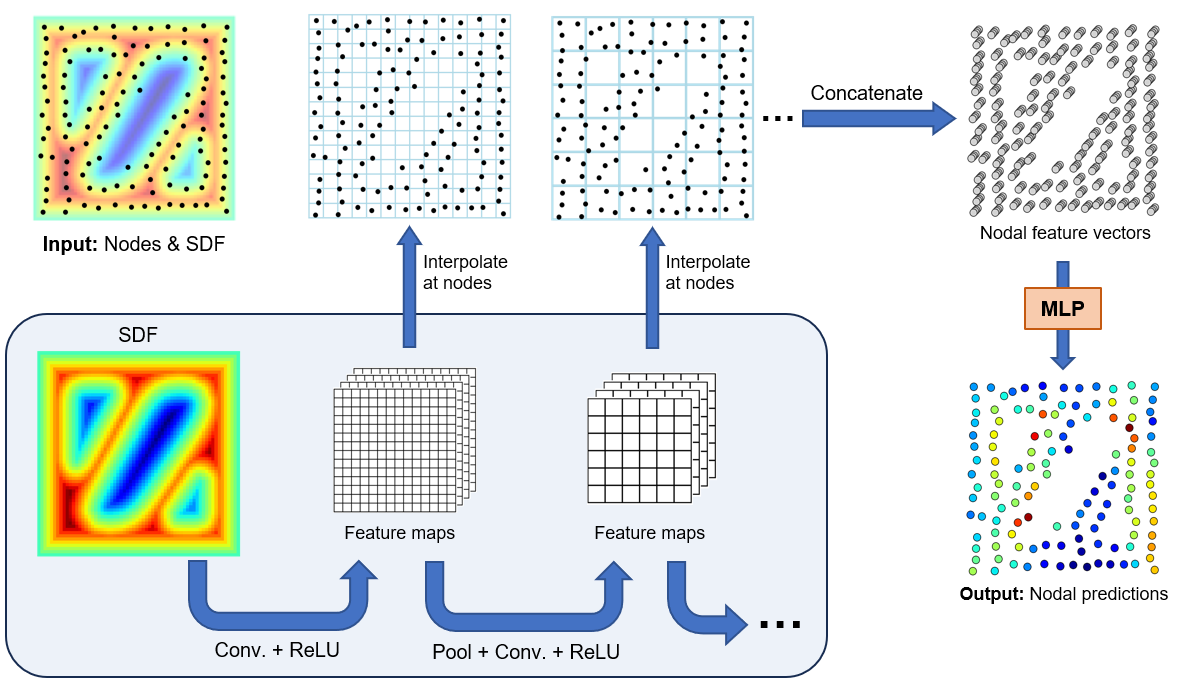 Concatenate
Input: Nodes & SDF
Nodal feature vectors
Interpolate
at nodes
Interpolate
at nodes
MLP
SDF
Feature maps
Feature maps
Output: Nodal predictions
Conv. + ReLU
Pool + Conv. + ReLU